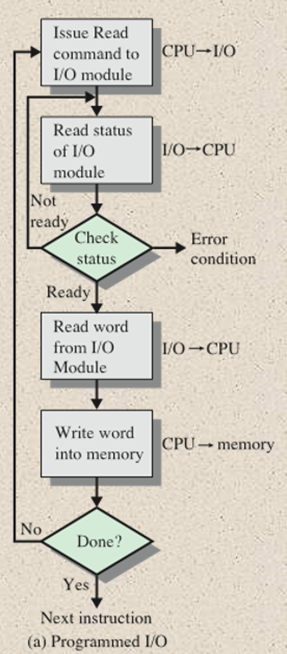 Issue Read
command to
I/O module
CPU→I/O
Read status
of I/O
module
I/O→CPU
Not
ready
Check
status
Error
condition
Ready
Read word
from I/O
Module
I/O→CPU
Write word
into memory
CPU→memory
No
Done?
Yes
Next instruction
(a) Programmed I/O